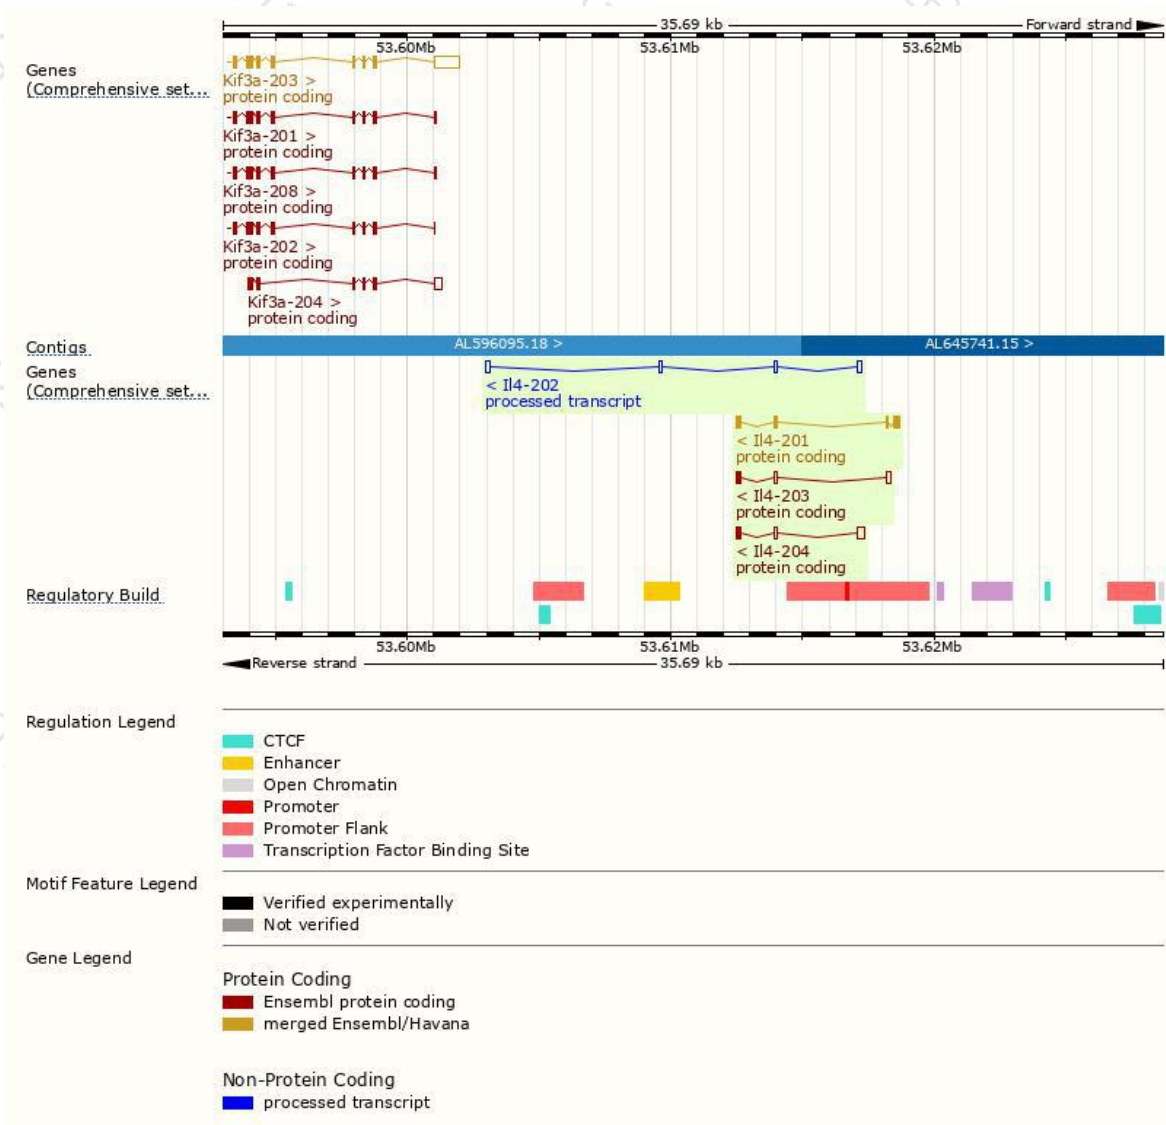 35.69 kb
Forward strand
53.60Mb
53.61Mb
53.62Mb
Genes
(Comprehensive set...
Kif3a-203 >
protein coding
Kif3a-201 >
protein coding
Kif3a-208 >
protein coding
Kif3a-202 >
protein coding
Kif3a-204 >
protein coding
Contigs
AL596095.18 >
AL645741.15 >
Genes
(Comprehensive set...
< Il4-202
processed transcript
< Il4-201
protein coding
< Il4-203
protein coding
< Il4-204
protein coding
Regulatory Build
53.60Mb
53.61Mb
53.62Mb
Reverse strand
35.69 kb
Regulation Legend
CTCF
Enhancer
Open Chromatin
Promoter
Promoter Flank
Transcription Factor Binding Site
Motif Feature Legend
Verified experimentally
Not verified
Gene Legend
Protein Coding
Ensembl protein coding
merged Ensembl/Havana
Non-Protein Coding
processed transcript